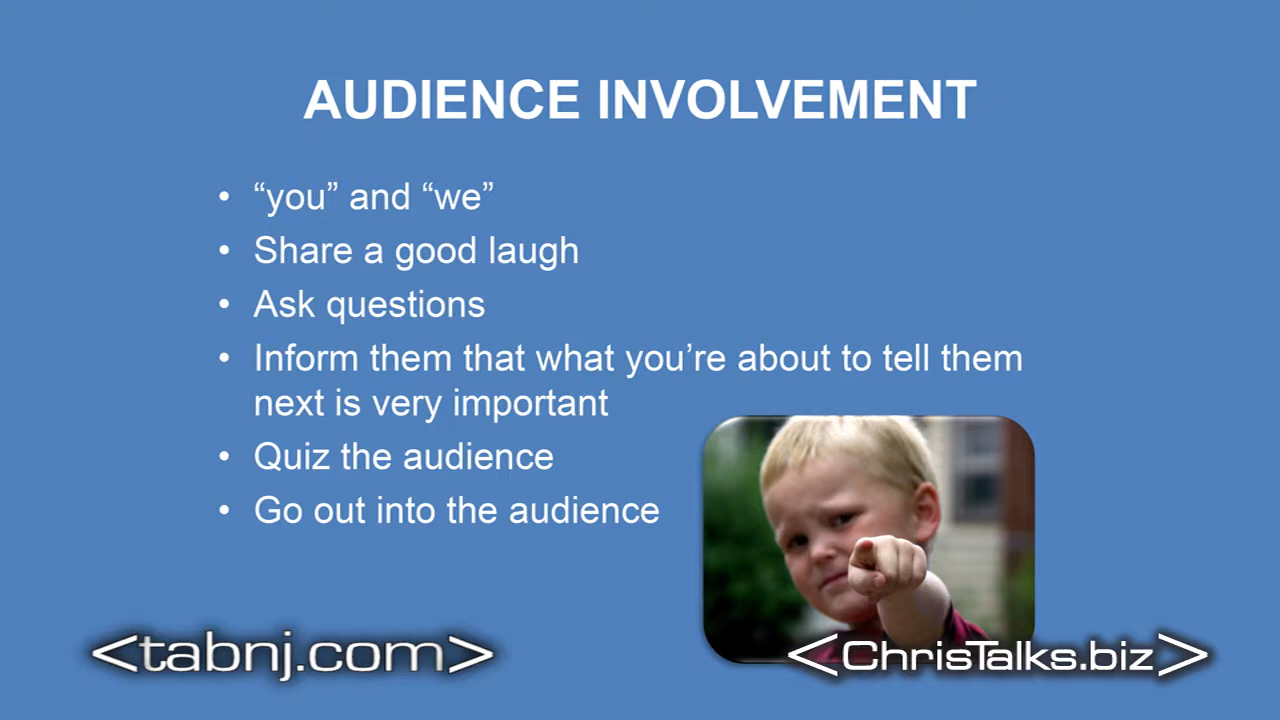 AUDIENCE INVOLVEMENT
• “you” and “we”
• Share a good laugh
• Ask questions
• Inform them that what you’re about to tell them
next is very important
• Quiz the audience
• Go out into the audience
<tabnj.com>
<ChrisTalks.biz>